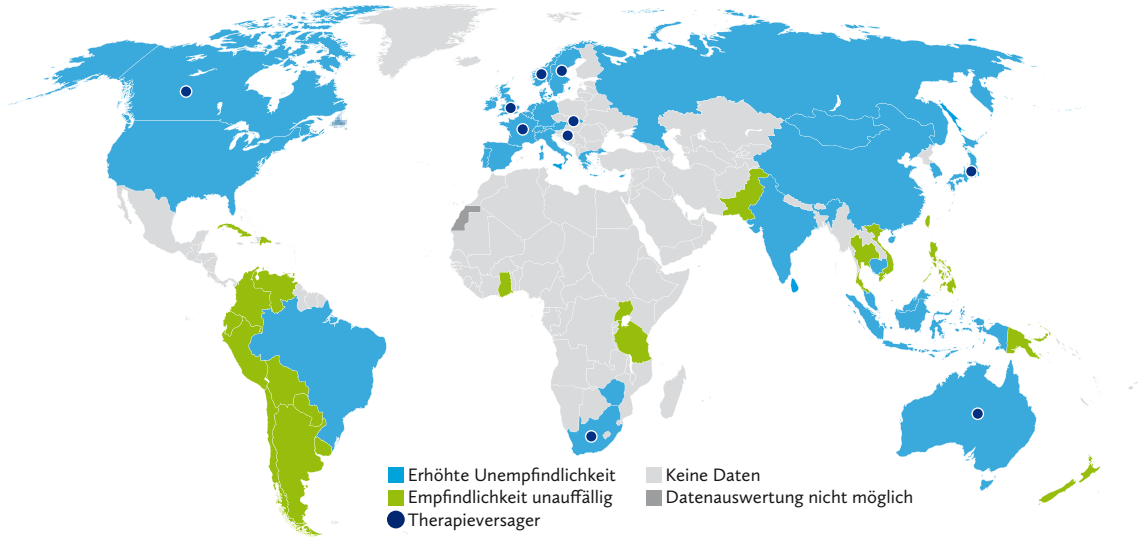 Erhöhte Unempfindlichkeit
Empfindlichkeit unauffällig
Therapieversager
Keine Daten
Datenauswertung nicht möglich